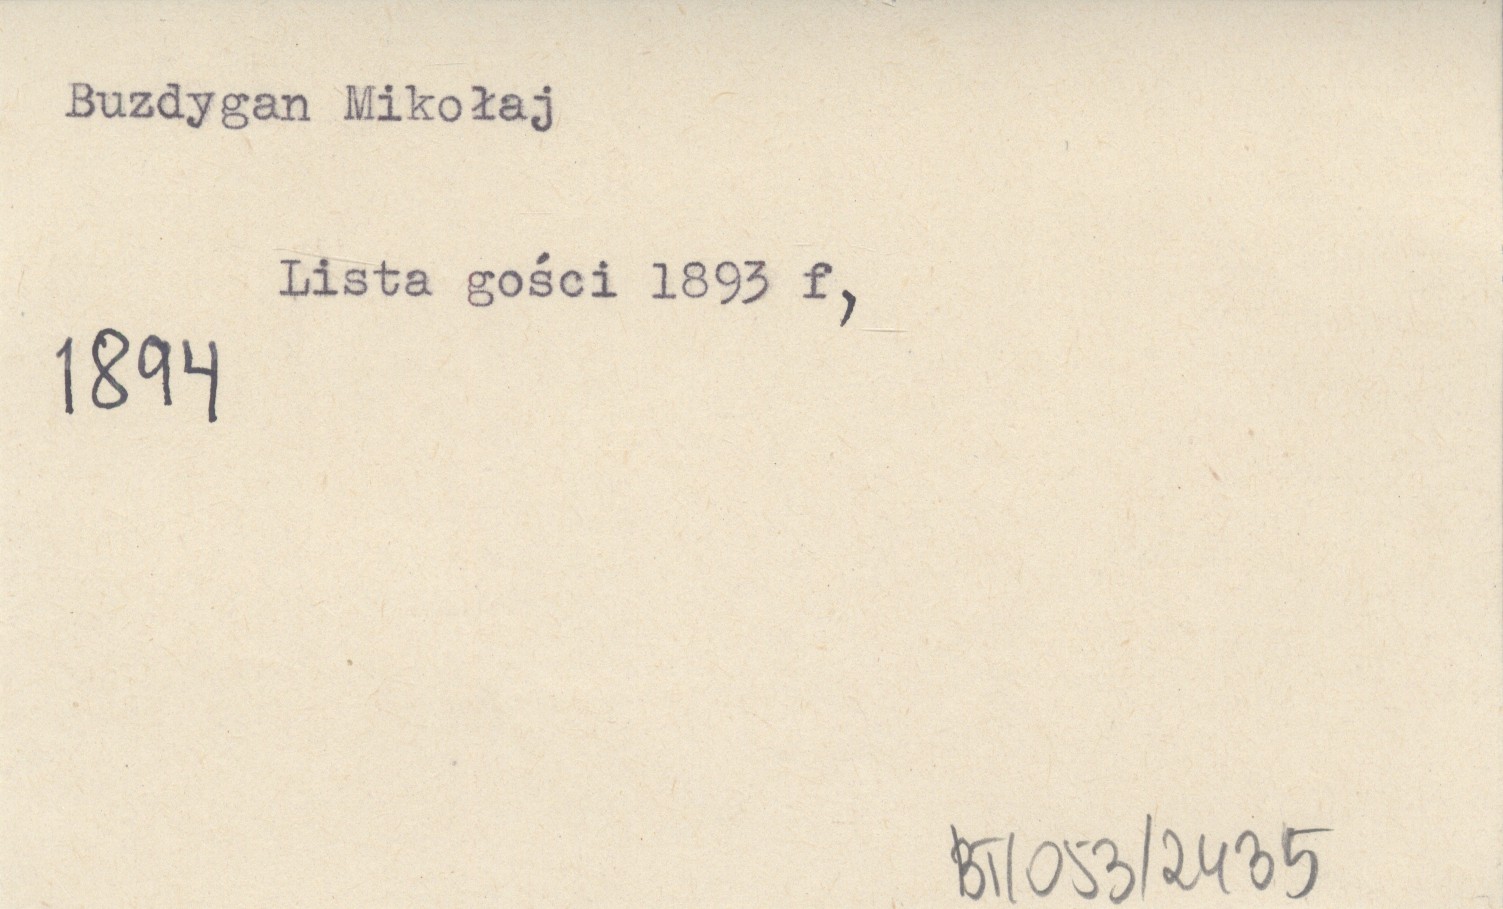 Buzdygan Mikołaj
Lista gości 1893 f,
1894
BT/053/2435